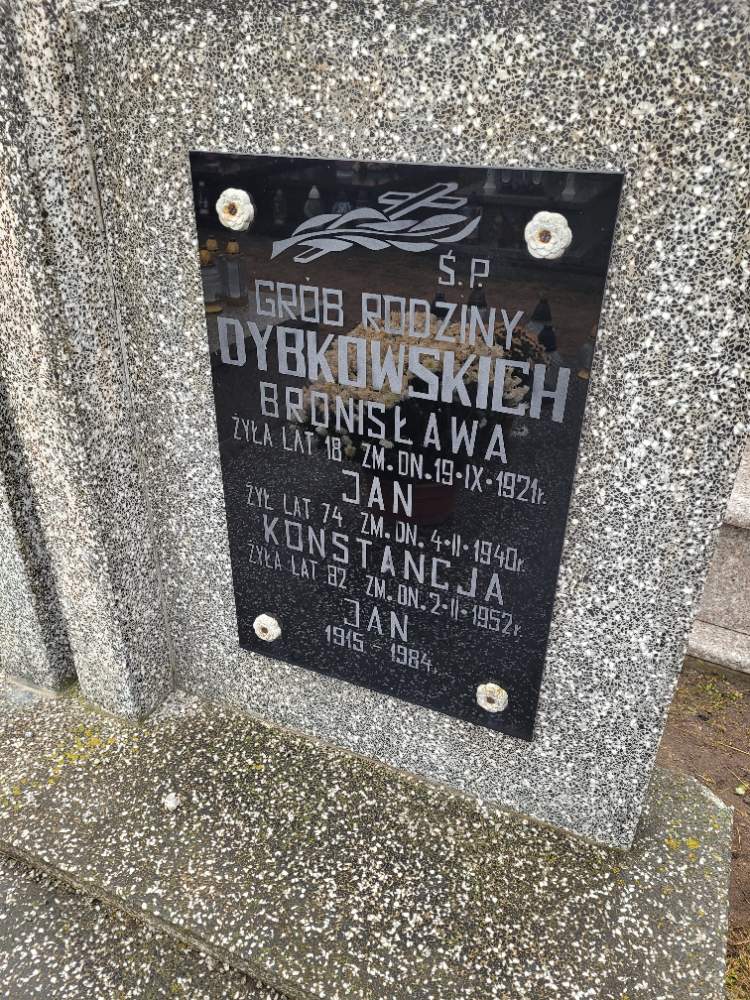 Ś.P.
GRÓB RODZINY
DYBKOWSKICH
BRONISŁAWA
ŻYŁA LAT 18 ZM.DN.19·IX·1921r.
JAN
ŻYŁ LAT 74 ZM.DN.4·II·1940r.
KONSTANCJA
ŻYŁA LAT 82 ZM.DN.2·II·1952r.
JAN
1915 - 1984r.